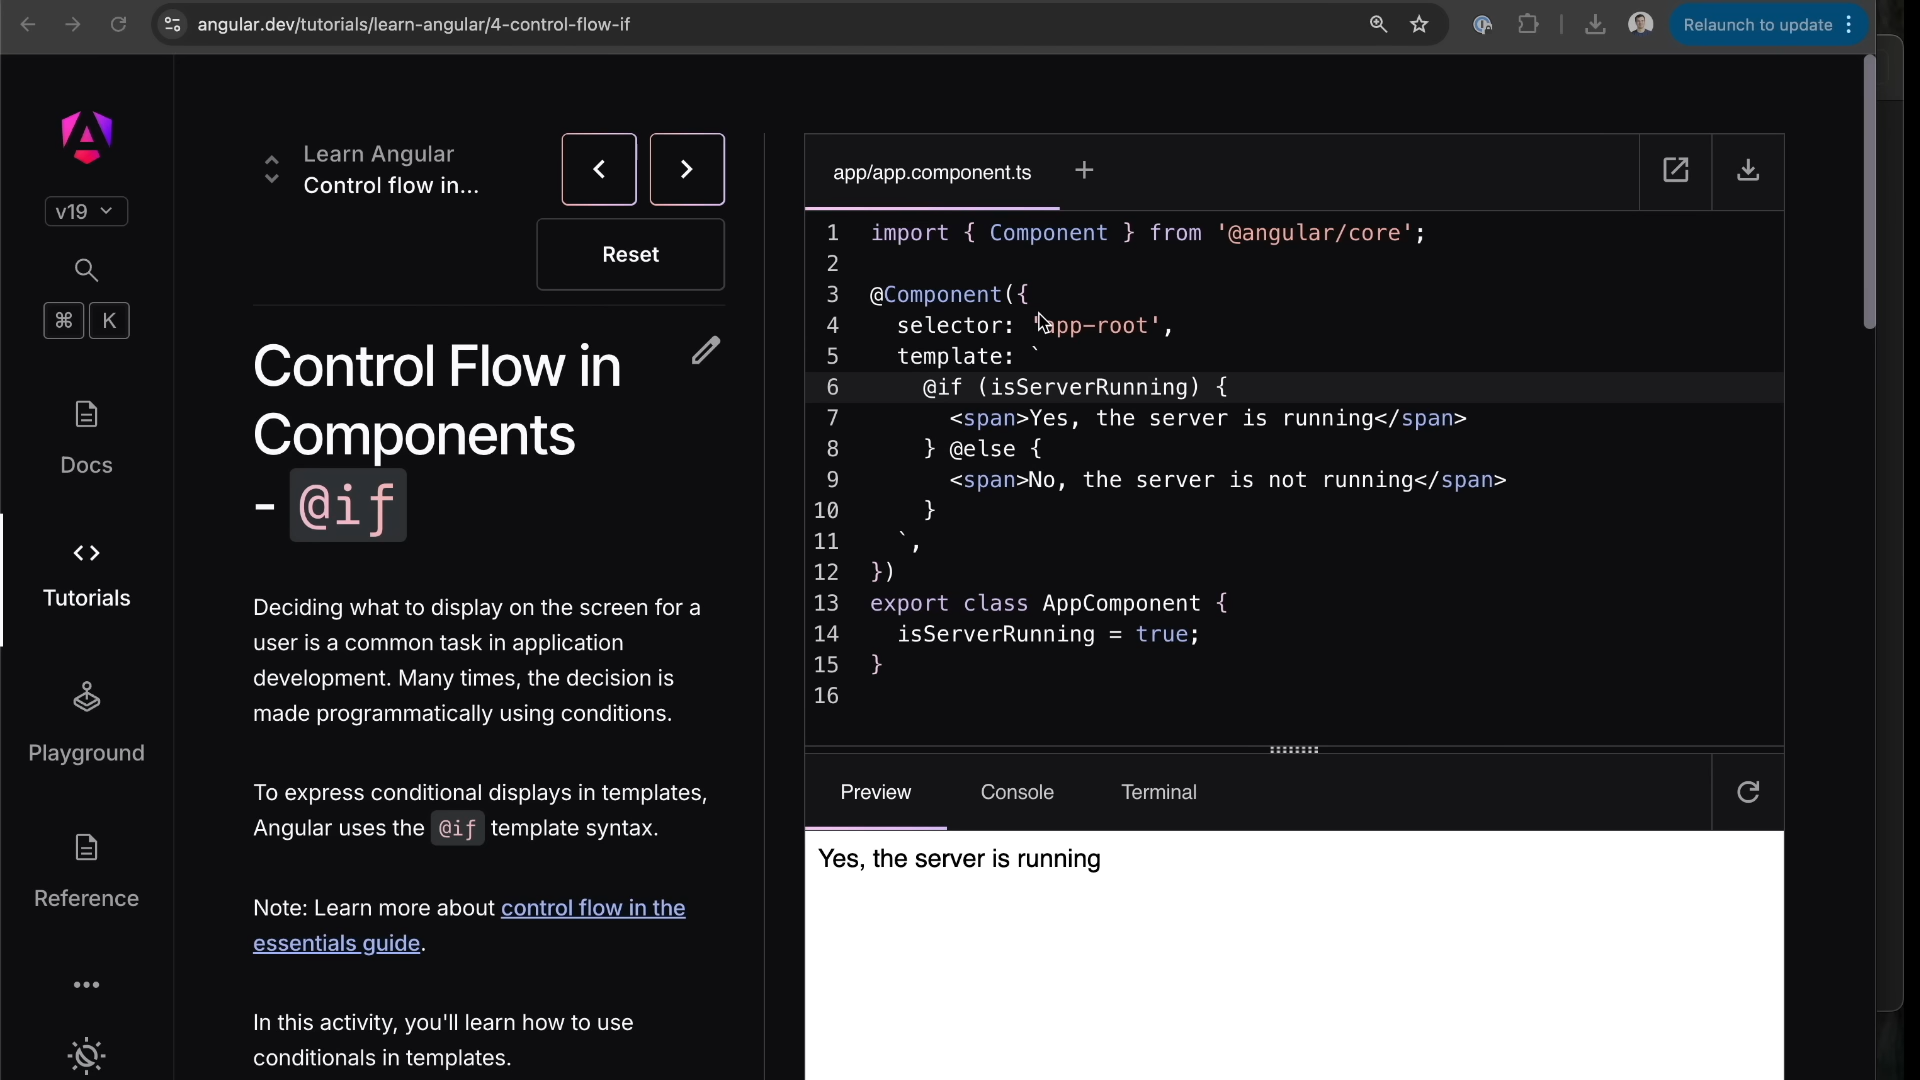 angular.dev/tutorials/learn-angular/4-control-flow-if
Relaunch to update
v19
⌘ K
Docs
Tutorials
Playground
Reference
Learn Angular
Control flow in...
Reset
Control Flow in
Components
- @if
Deciding what to display on the screen for a
user is a common task in application
development. Many times, the decision is
made programmatically using conditions.
To express conditional displays in templates,
Angular uses the @if template syntax.
Note: Learn more about control flow in the
essentials guide.
In this activity, you'll learn how to use
conditionals in templates.
app/app.component.ts
1 import { Component } from '@angular/core';
2
3 @Component({
4 selector: 'app-root',
5 template: `
6 @if (isServerRunning) {
7 <span>Yes, the server is running</span>
8 } @else {
9 <span>No, the server is not running</span>
10 }
11 `,
12 })
13 export class AppComponent {
14 isServerRunning = true;
15 }
16
Preview Console Terminal
Yes, the server is running